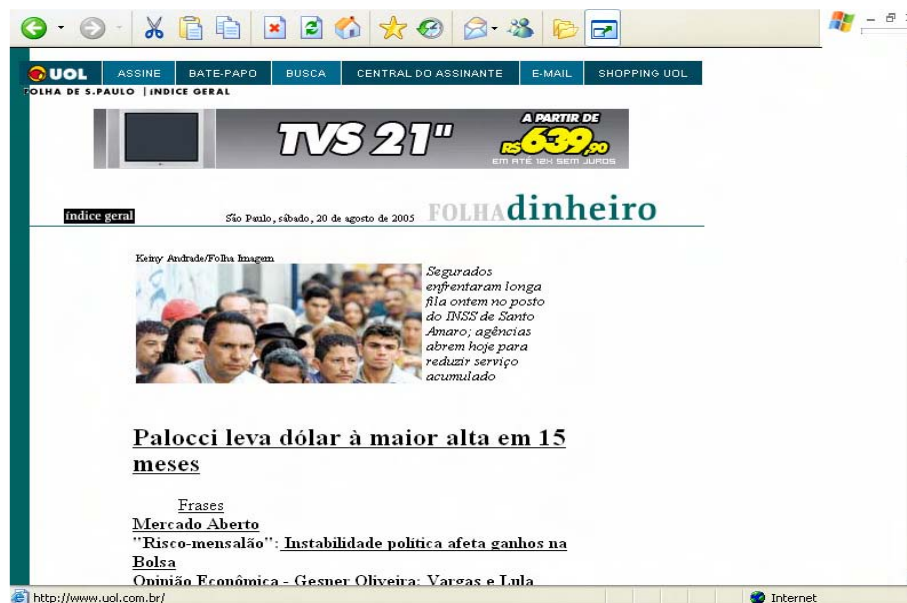 UOL ASSINE BATE-PAPO BUSCA CENTRAL DO ASSINANTE E-MAIL SHOPPING UOL
FOLHA DE S.PAULO | ÍNDICE GERAL
TVS 21" A PARTIR DE
R$ 639,90
EM ATÉ 12X SEM JUROS
índice geral São Paulo, sábado, 20 de agosto de 2005 FOLHA dinheiro
Keiny Andrade/Folha Imagem
Segurados
enfrentaram longa
fila ontem no posto
do INSS de Santo
Amaro; agências
abrem hoje para
reduzir serviço
acumulado
Palocci leva dólar à maior alta em 15
meses
Frases
Mercado Aberto
"Risco-mensalão": Instabilidade política afeta ganhos na
Bolsa
Opinião Econômica - Gesner Oliveira: Vargas e Lula
http://www.uol.com.br/ Internet